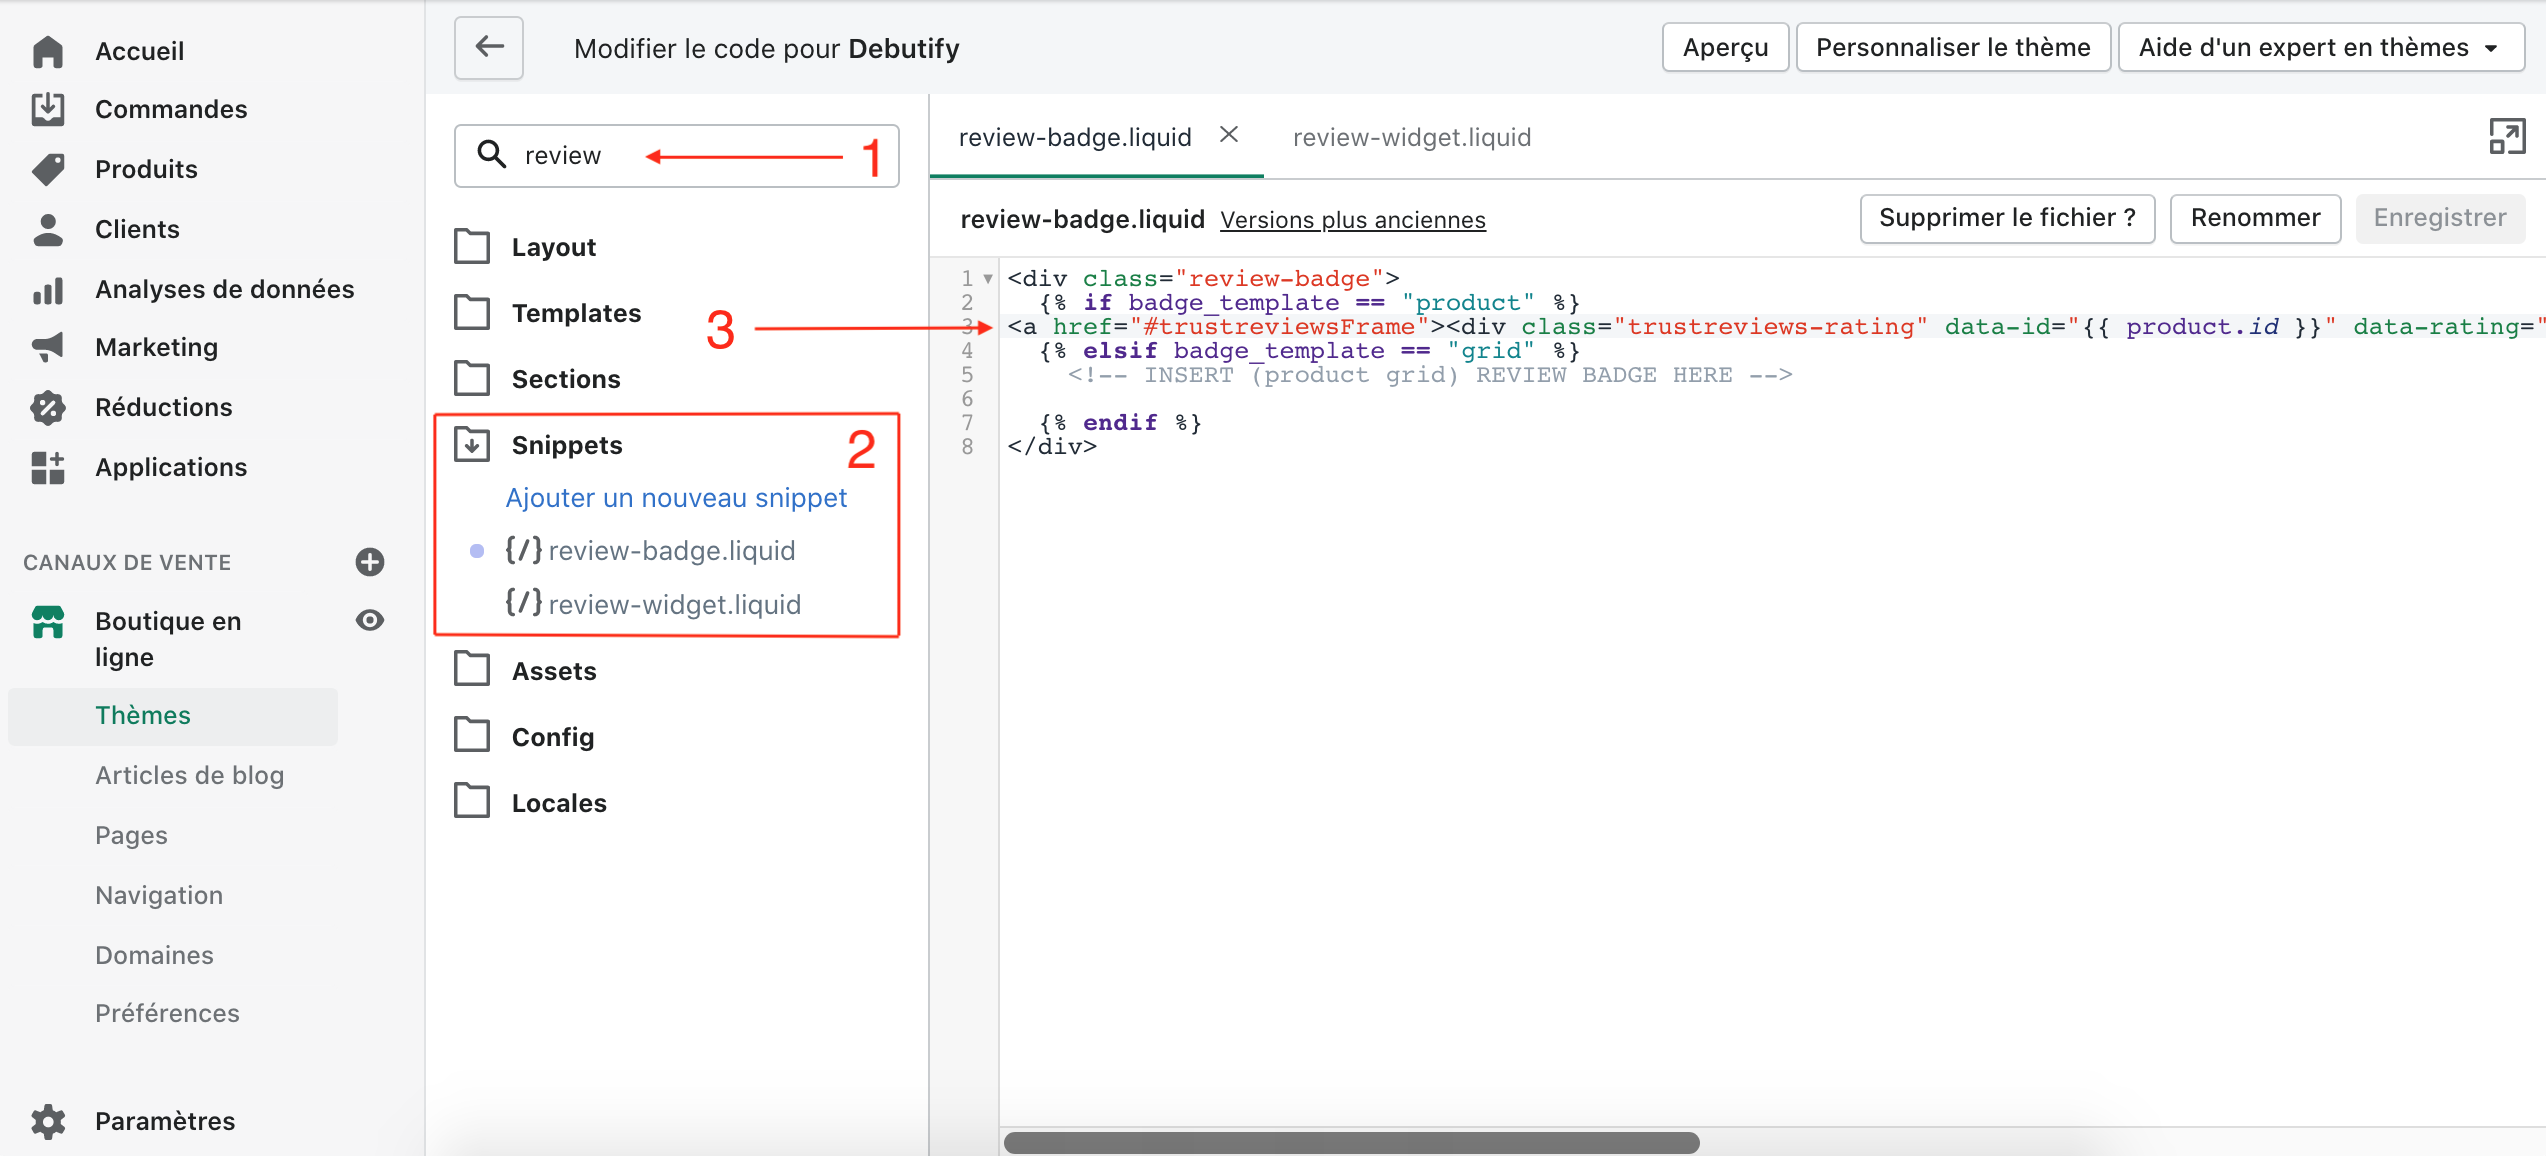 Accueil
Commandes
Produits
Clients
Analyses de données
Marketing
Réductions
Applications
CANAUX DE VENTE
Boutique en
ligne
Thèmes
Articles de blog
Pages
Navigation
Domaines
Préférences
Paramètres
Modifier le code pour Debutify
Aperçu
Personnaliser le thème
Aide d'un expert en thèmes
review
1
Layout
Templates
3
Sections
Snippets
2
Ajouter un nouveau snippet
{/} review-badge.liquid
{/} review-widget.liquid
Assets
Config
Locales
review-badge.liquid
review-widget.liquid
review-badge.liquid Versions plus anciennes
Supprimer le fichier ?
Renommer
Enregistrer
1 <div class="review-badge">
2 {% if badge_template == "product" %}
3 <a href="#trustreviewsFrame"><div class="trustreviews-rating" data-id="{{ product.id }}" data-rating="
4 {% elsif badge_template == "grid" %}
5 <!-- INSERT (product grid) REVIEW BADGE HERE -->
6
7 {% endif %}
8 </div>